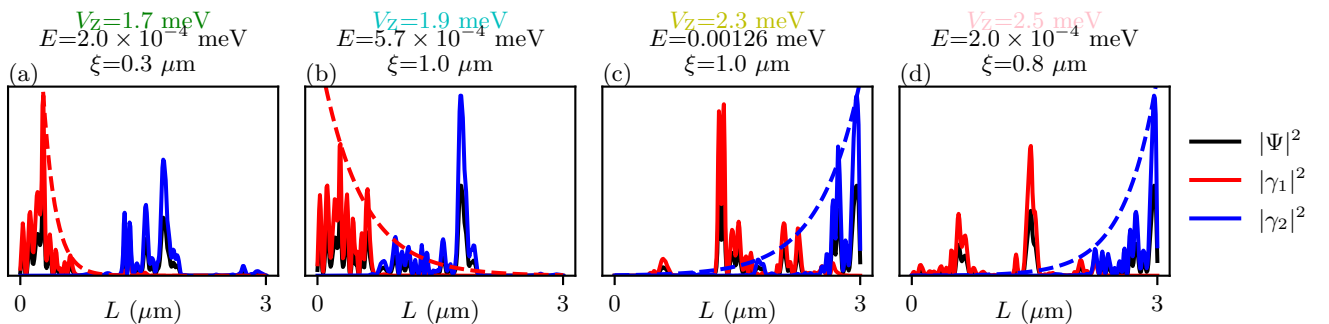 V_Z=1.7 meV
E=2.0 × 10⁻⁴ meV
ξ=0.3 μm
(a)
0 3
L (μm)
V_Z=1.9 meV
E=5.7 × 10⁻⁴ meV
ξ=1.0 μm
(b)
0 3
L (μm)
V_Z=2.3 meV
E=0.00126 meV
ξ=1.0 μm
(c)
0 3
L (μm)
V_Z=2.5 meV
E=2.0 × 10⁻⁴ meV
ξ=0.8 μm
(d)
0 3
L (μm)
|Ψ|²
|γ₁|²
|γ₂|²